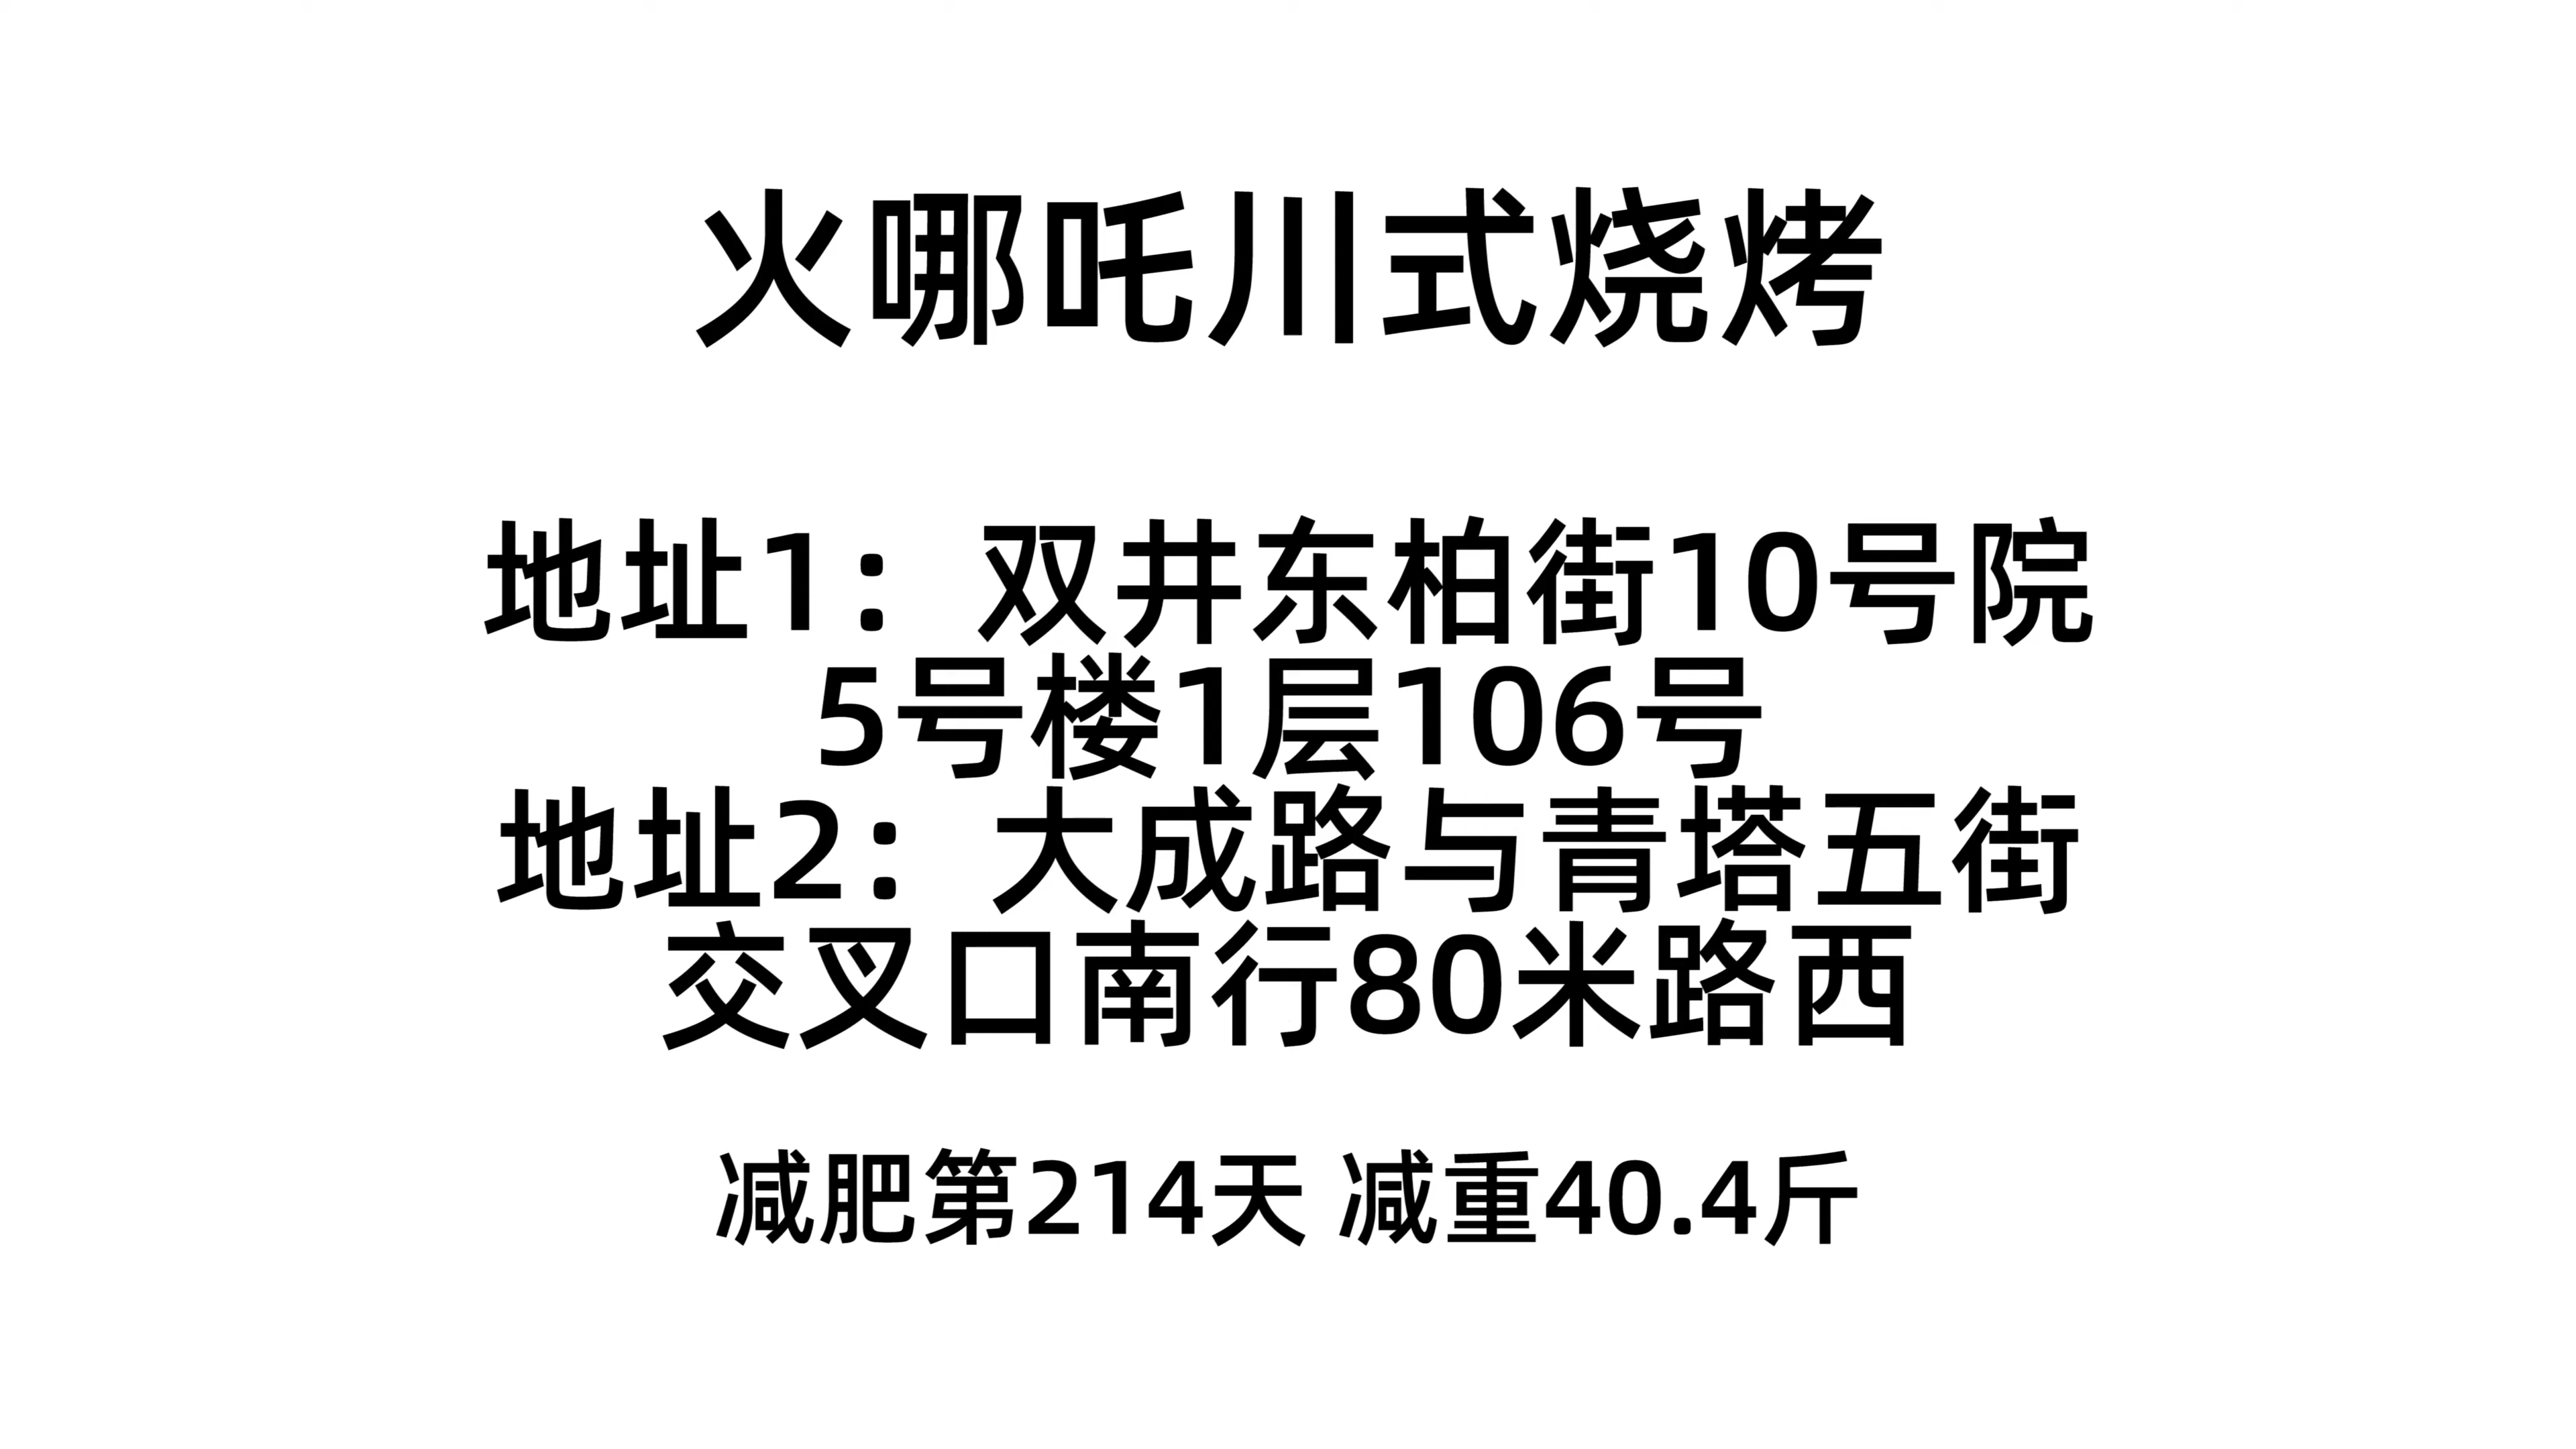 火哪吒川式烧烤
地址1：双井东柏街10号院
5号楼1层106号
地址2：大成路与青塔五街
交叉口南行80米路西
减肥第214天 减重40.4斤